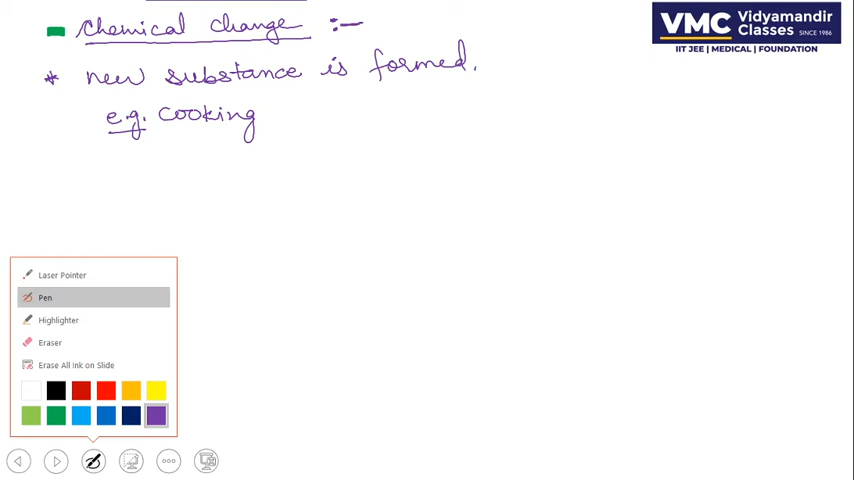 Chemical change :-
* new substance is formed.
e.g. cooking
VMC Vidyamandir Classes SINCE 1986
IIT JEE | MEDICAL | FOUNDATION
Laser Pointer
Pen
Highlighter
Eraser
Erase All Ink on Slide